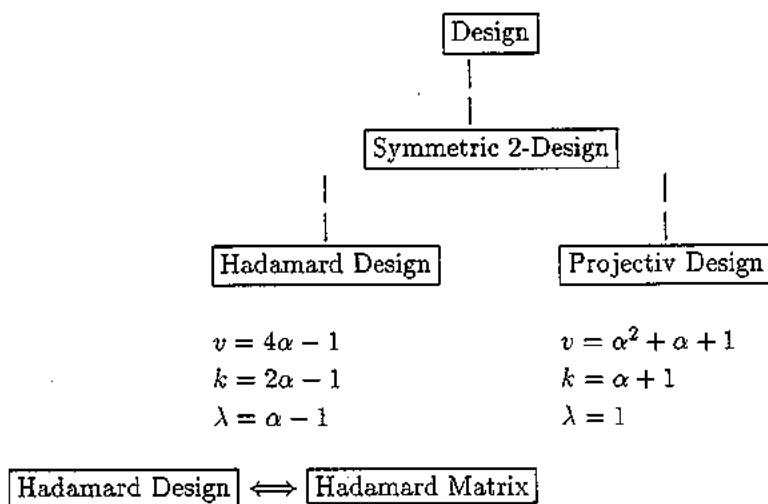 Design
Symmetric 2-Design
Hadamard Design Projectiv Design
v = 4α − 1 v = α² + α + 1
k = 2α − 1 k = α + 1
λ = α − 1 λ = 1
Hadamard Design ⟺ Hadamard Matrix